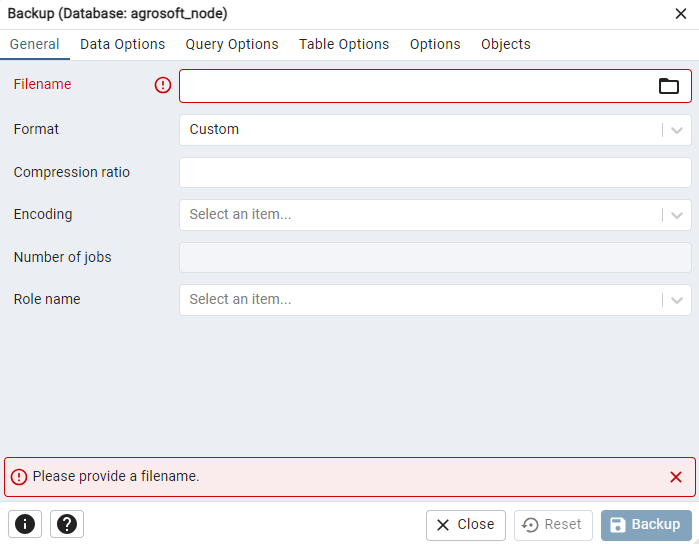 Backup (Database: agrosoft_node)
General Data Options Query Options Table Options Options Objects
Filename
Format Custom
Compression ratio
Encoding Select an item...
Number of jobs
Role name Select an item...
Please provide a filename.
Close Reset Backup